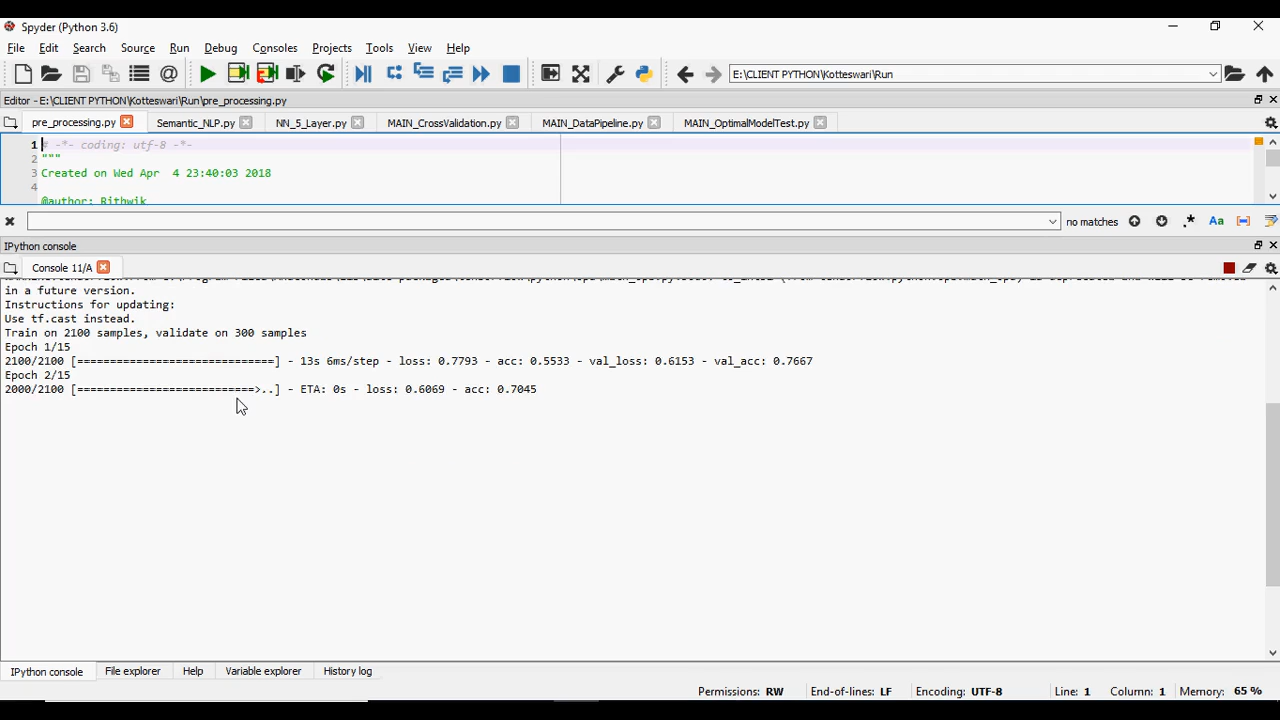 Spyder (Python 3.6)
File Edit Search Source Run Debug Consoles Projects Tools View Help
E:\CLIENT PYTHON\Kotteswari\Run
Editor - E:\CLIENT PYTHON\Kotteswari\Run\pre_processing.py
pre_processing.py Semantic_NLP.py NN_5_Layer.py MAIN_CrossValidation.py MAIN_DataPipeline.py MAIN_OptimalModelTest.py
1 # -*- coding: utf-8 -*-
2 """
3 Created on Wed Apr  4 23:40:03 2018
4
@author: Rithwik
no matches .* Aa
IPython console
Console 11/A
in a future version.
Instructions for updating:
Use tf.cast instead.
Train on 2100 samples, validate on 300 samples
Epoch 1/15
2100/2100 [==============================] - 13s 6ms/step - loss: 0.7793 - acc: 0.5533 - val_loss: 0.6153 - val_acc: 0.7667
Epoch 2/15
2000/2100 [===========================>..] - ETA: 0s - loss: 0.6069 - acc: 0.7045
IPython console File explorer Help Variable explorer History log
Permissions: RW End-of-lines: LF Encoding: UTF-8 Line: 1 Column: 1 Memory: 65 %